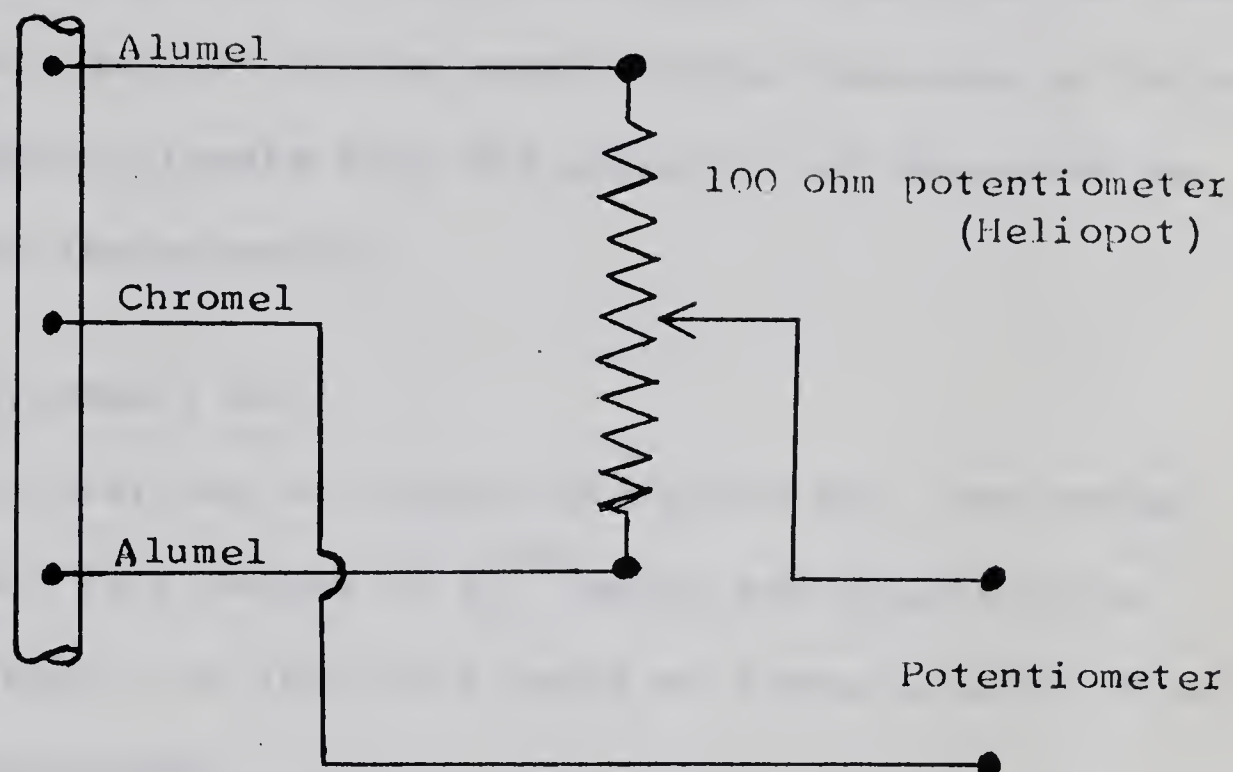 Alumel
100 ohm potentiometer
(Heliopot)
Chromel
Alumel
Potentiometer